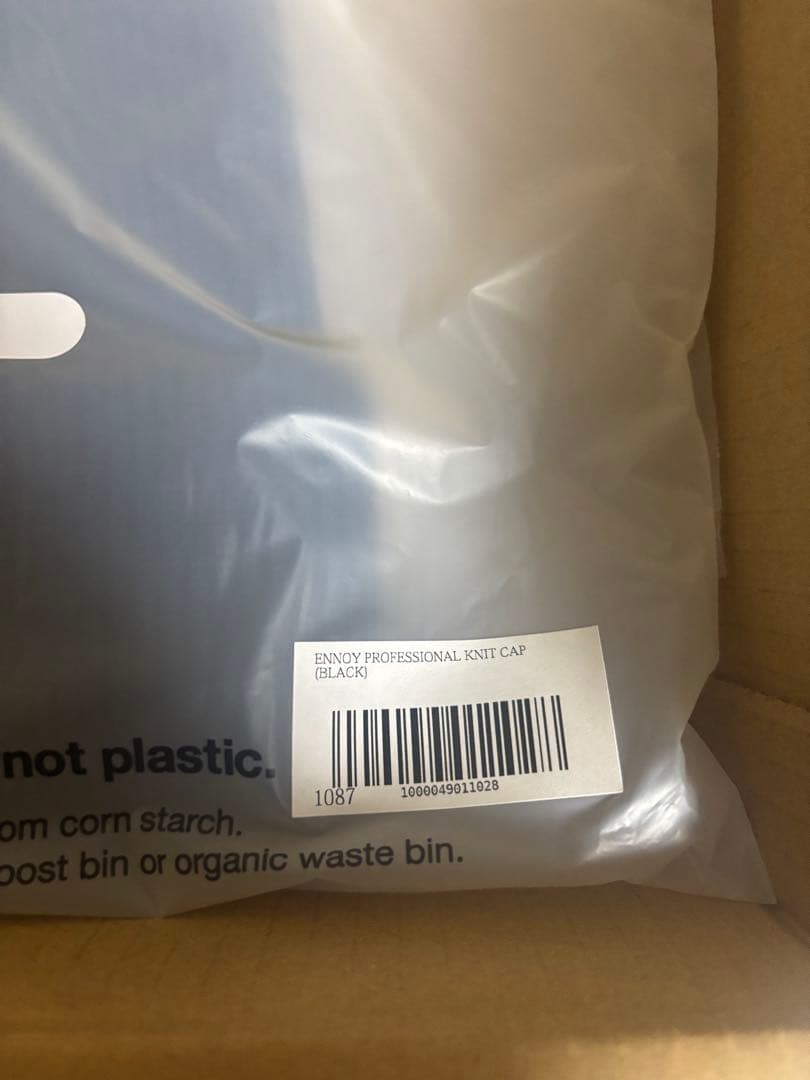 ENNOY PROFESSIONAL KNIT CAP
(BLACK)
1087 1000049011028
not plastic.
om corn starch.
post bin or organic waste bin.